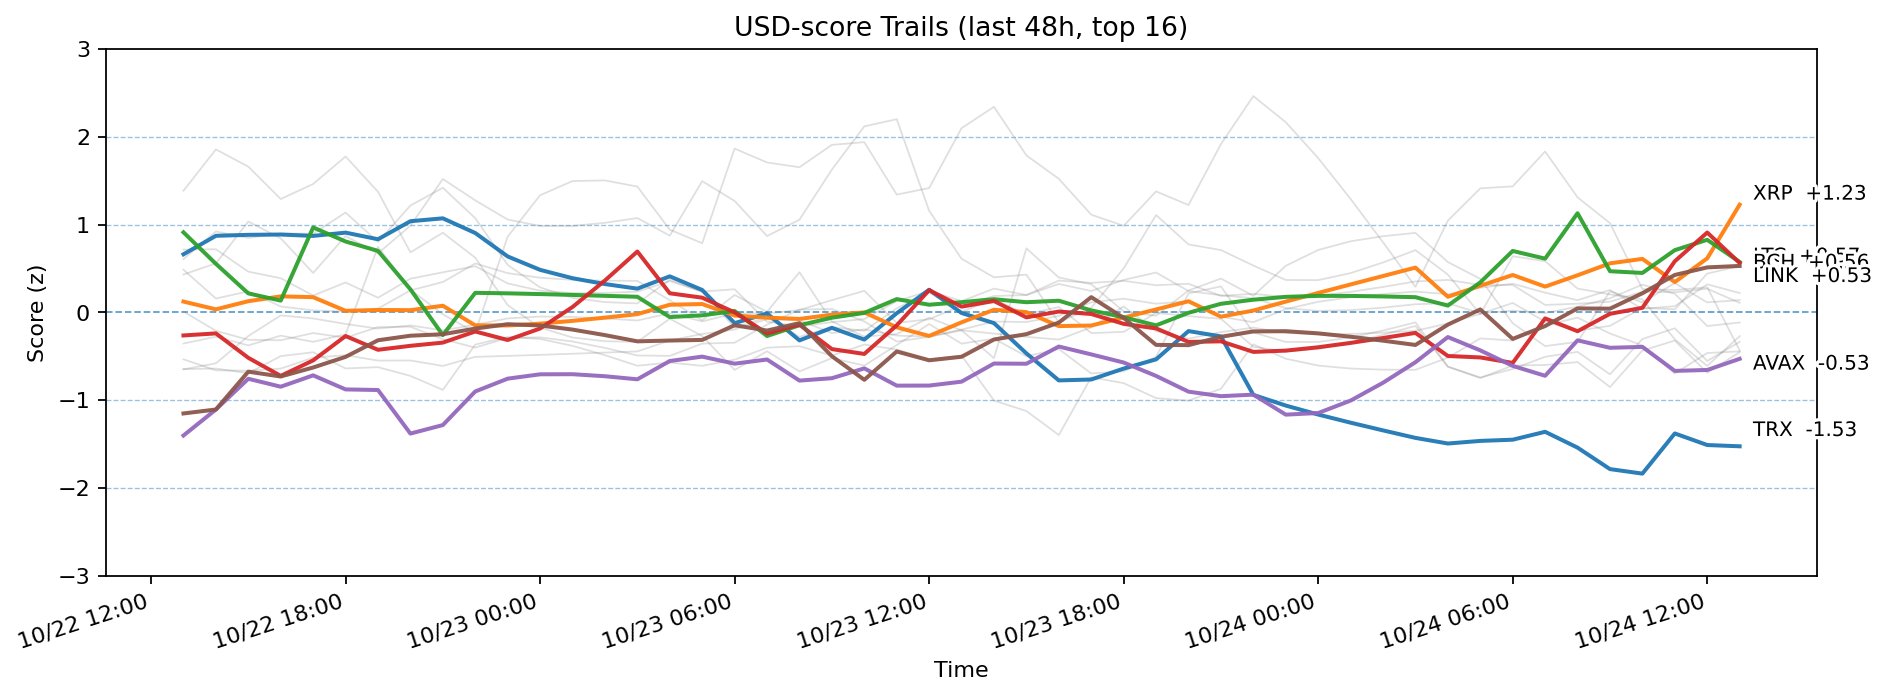 USD-score Trails (last 48h, top 16)
Score (z)
3
2
1
0
−1
−2
−3
XRP +1.23
LINK +0.53
AVAX -0.53
TRX -1.53
10/22 12:00
10/22 18:00
10/23 00:00
10/23 06:00
10/23 12:00
10/23 18:00
10/24 00:00
10/24 06:00
10/24 12:00
Time